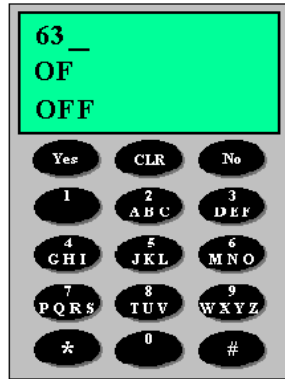 63_
OF
OFF
Yes CLR No
1 2 3
ABC DEF
4 5 6
GHI JKL MNO
7 8 9
PQRS TUV WXYZ
* 0 #